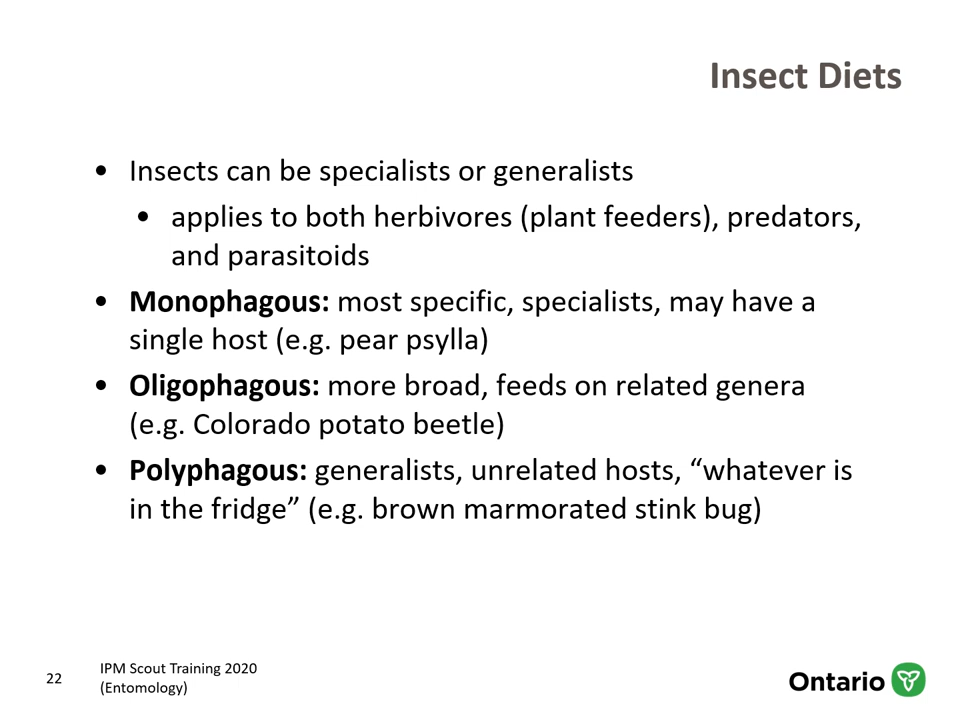 Insect Diets
• Insects can be specialists or generalists
• applies to both herbivores (plant feeders), predators,
and parasitoids
• Monophagous: most specific, specialists, may have a
single host (e.g. pear psylla)
• Oligophagous: more broad, feeds on related genera
(e.g. Colorado potato beetle)
• Polyphagous: generalists, unrelated hosts, “whatever is
in the fridge” (e.g. brown marmorated stink bug)
22
IPM Scout Training 2020
(Entomology)
Ontario